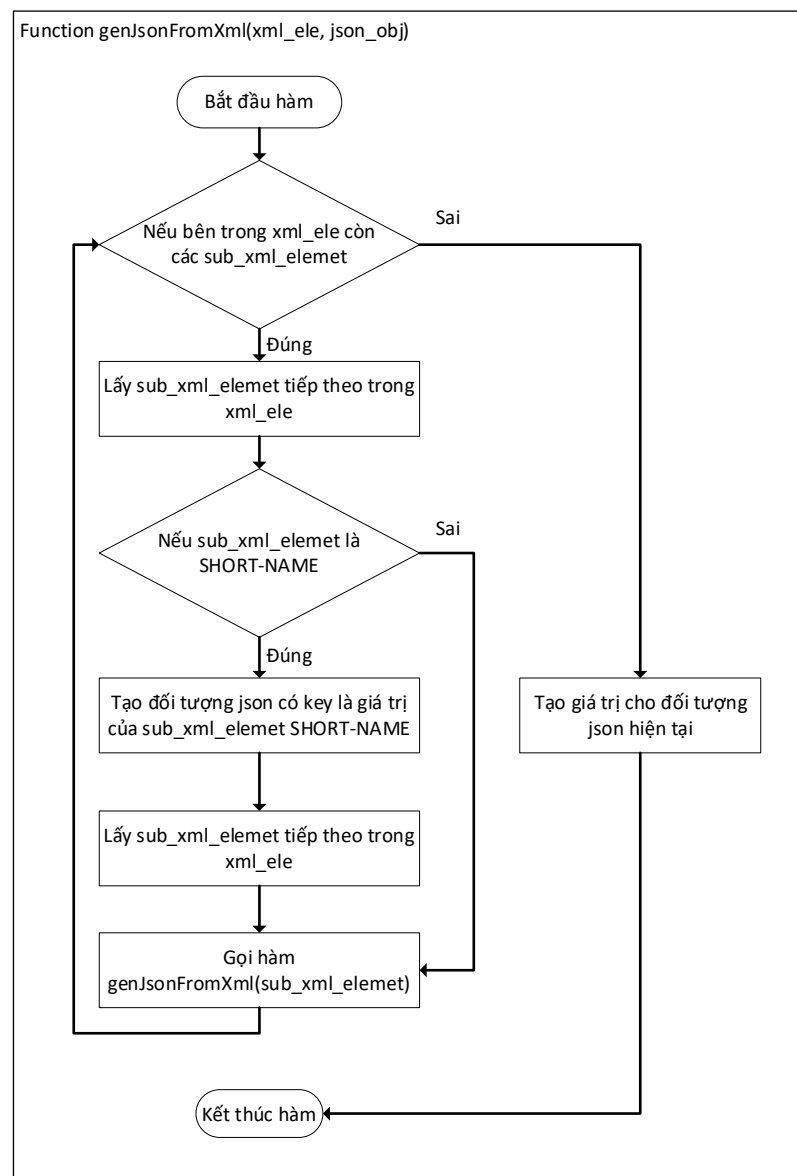 Function genJsonFromXml(xml_ele, json_obj)
Bắt đầu hàm
Nếu bên trong xml_ele còn
các sub_xml_elemet
Sai
Đúng
Lấy sub_xml_elemet tiếp theo trong
xml_ele
Nếu sub_xml_elemet là
SHORT-NAME
Sai
Đúng
Tạo đối tượng json có key là giá trị
của sub_xml_elemet SHORT-NAME
Tạo giá trị cho đối tượng
json hiện tại
Lấy sub_xml_elemet tiếp theo trong
xml_ele
Gọi hàm
genJsonFromXml(sub_xml_elemet)
Kết thúc hàm